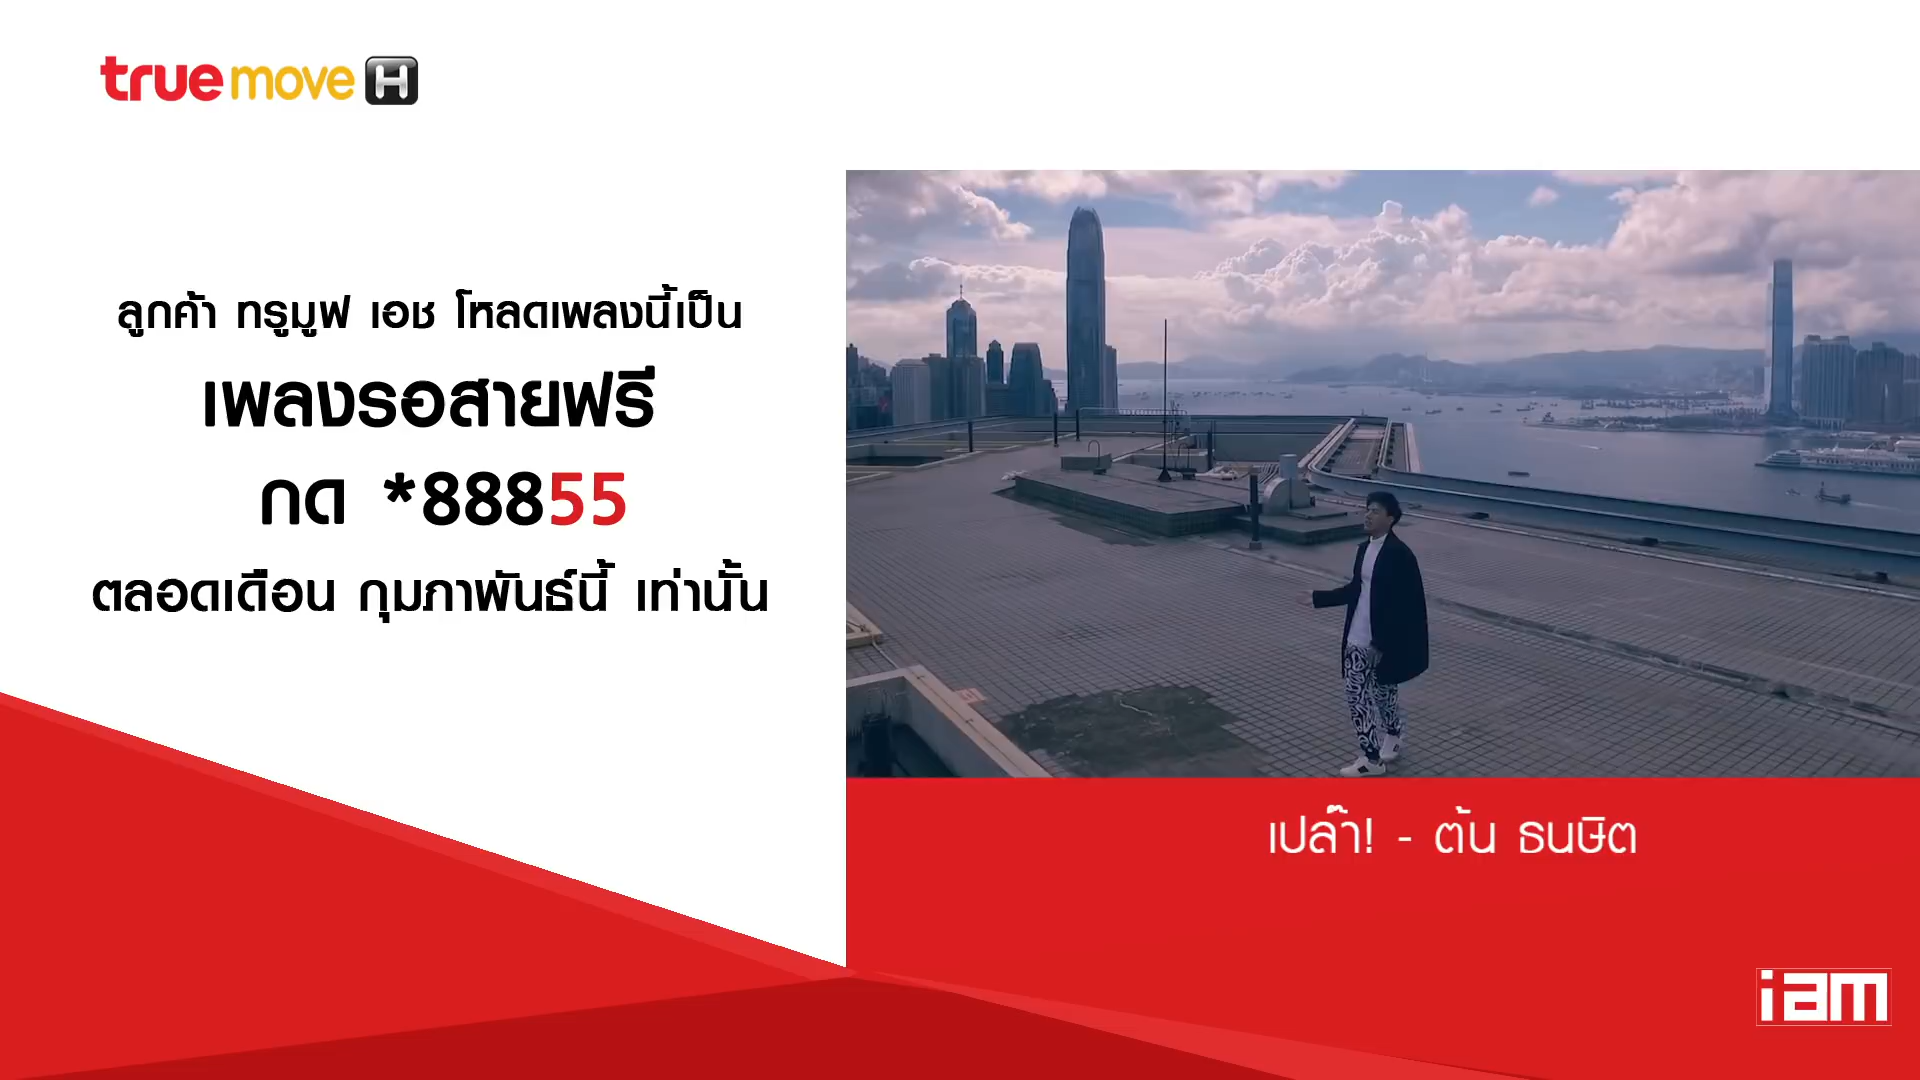 true move H
ลูกค้า ทรูมูฟ เอช โหลดเพลงนี้เป็น
เพลงรอสายฟรี
กด *88855
ตลอดเดือน กุมภาพันธ์นี้ เท่านั้น
เปล๊า! - ต้น ธนษิต
i am